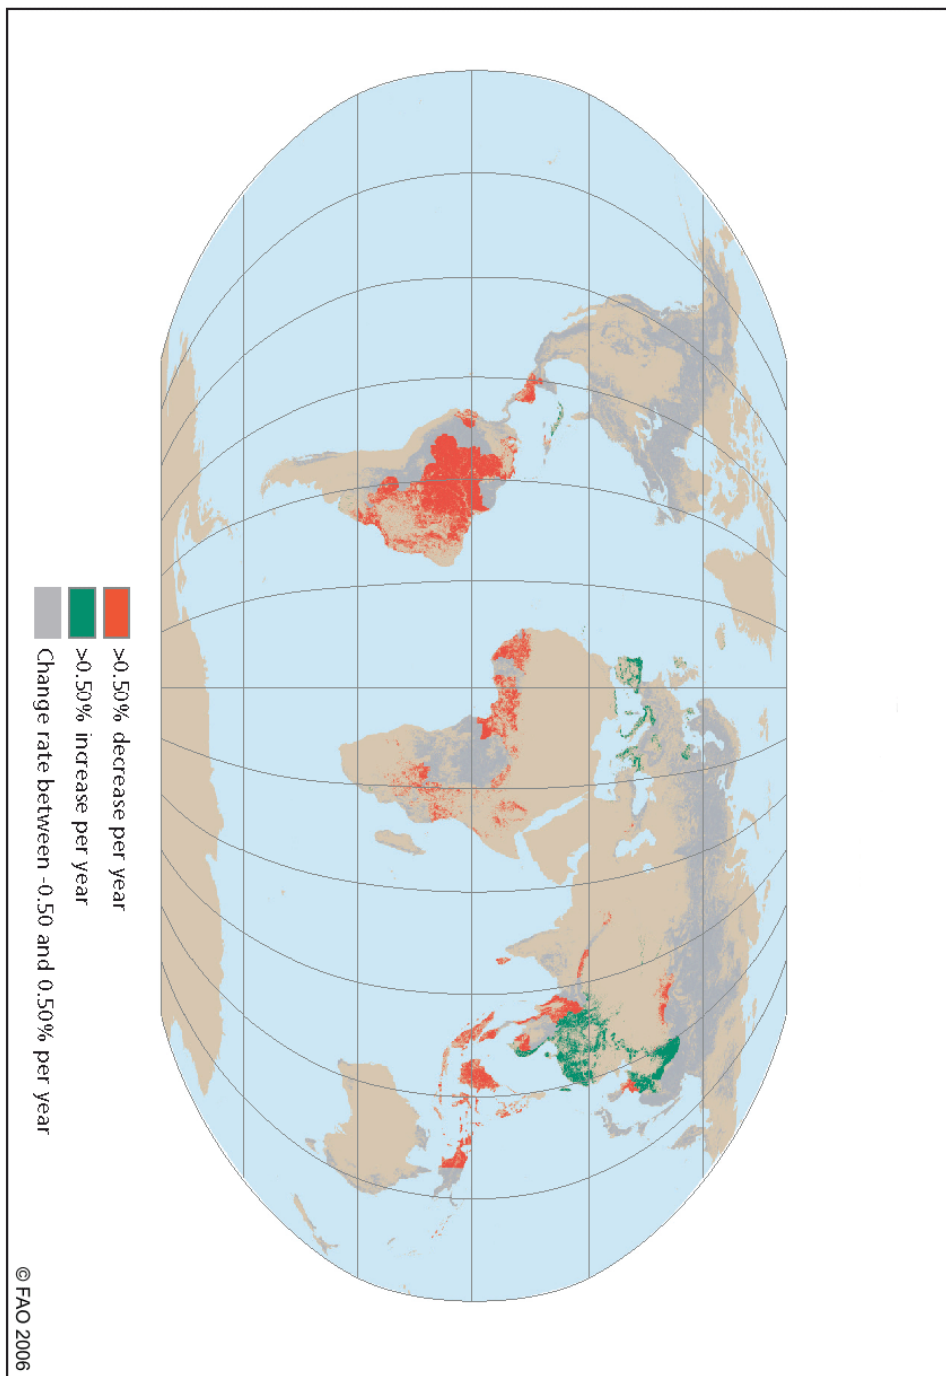 >0.50% decrease per year
>0.50% increase per year
Change rate between -0.50 and 0.50% per year
© FAO 2006